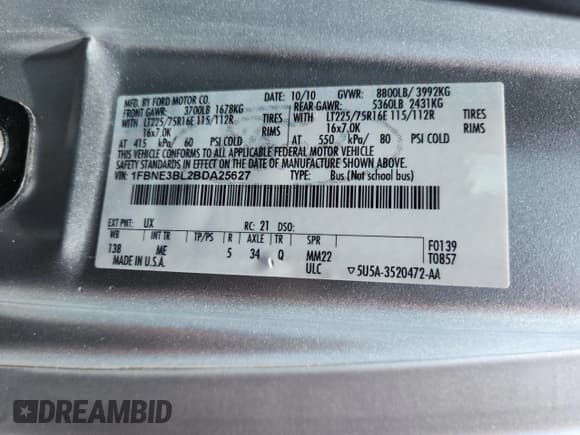 MFD. BY FORD MOTOR CO. DATE: 10/10 GVWR: 8800LB/ 3992KG
FRONT GAWR: 3700LB 1678KG REAR GAWR: 5360LB 2431KG
WITH LT225/75R16E 115/112R TIRES WITH LT225/75R16E 115/112R TIRES
16x7.0K RIMS 16x7.0K RIMS
AT 415 kPa/ 60 PSI COLD AT 550 kPa/ 80 PSI COLD
THIS VEHICLE CONFORMS TO ALL APPLICABLE FEDERAL MOTOR VEHICLE
SAFETY STANDARDS IN EFFECT ON THE DATE OF MANUFACTURE SHOWN ABOVE.
VIN: 1FBNE3BL2BDA25627 TYPE: Bus (Not school bus)
EXT PNT: UX RC: 21 DSO:
WB INT TR TP/PS R AXLE TR SPR F0139
138 ME 5 34 Q MM22 T0857
MADE IN U.S.A. ULC ▽5U5A-3520472-AA
DREAMBID